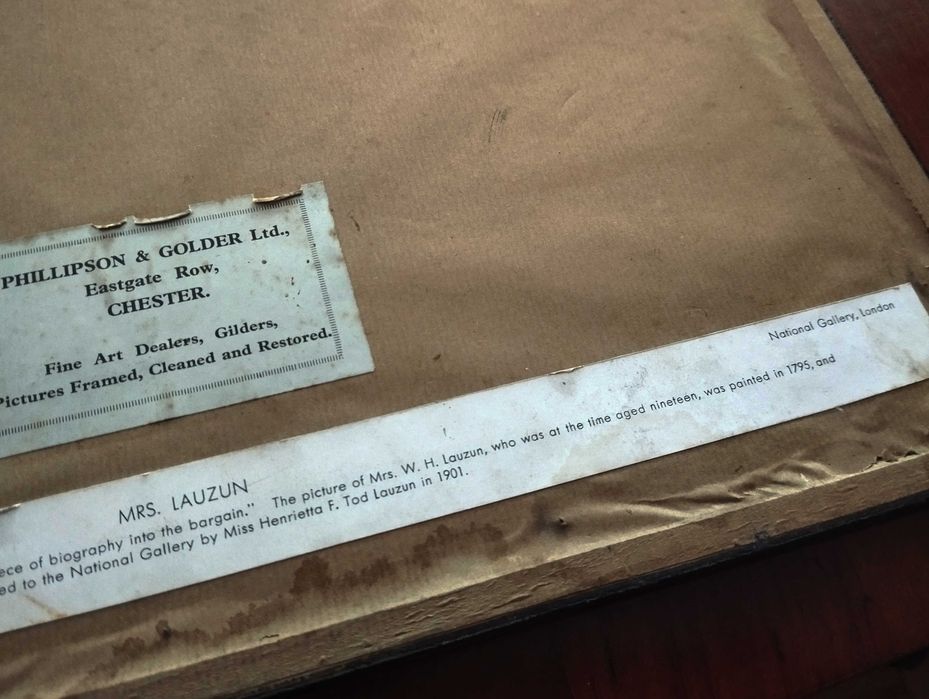 PHILLIPSON & GOLDER Ltd.,
Eastgate Row,
CHESTER.
Fine Art Dealers, Gilders,
Pictures Framed, Cleaned and Restored.
National Gallery, London
MRS. LAUZUN
ece of biography into the bargain." The picture of Mrs. W. H. Lauzun, who was at the time aged nineteen, was painted in 1795, and
ed to the National Gallery by Miss Henrietta F. Tod Lauzun in 1901.